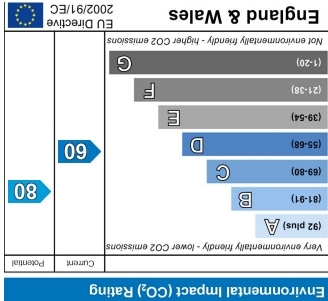 Environmental Impact (CO₂) Rating
Current Potential
Very environmentally friendly - lower CO2 emissions
(92 plus) A
(81-91) B
(69-80) C
(55-68) D
(39-54) E
(21-38) F
(1-20) G
60
80
Not environmentally friendly - higher CO2 emissions
England & Wales
EU Directive
2002/91/EC